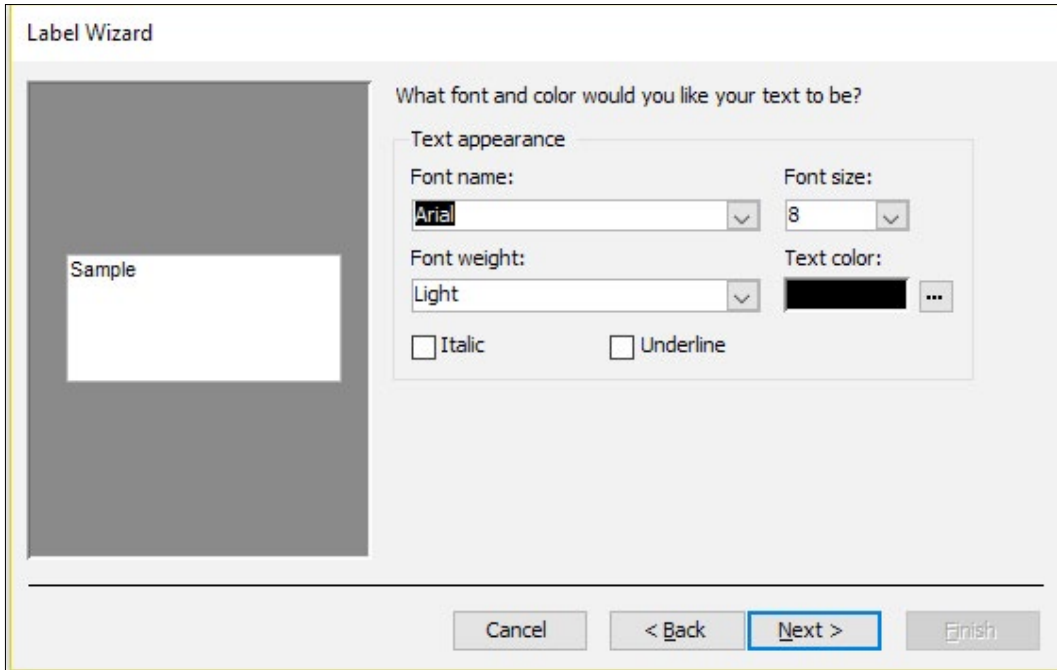 Label Wizard
What font and color would you like your text to be?
Text appearance
Font name: Font size:
Arial 8
Sample
Font weight: Text color:
Light ...
Italic Underline
Cancel < Back Next > Finish